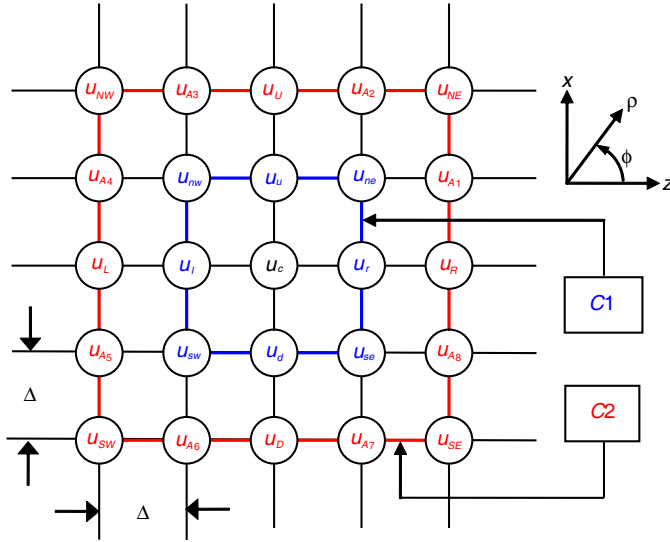 u_NW u_A3 u_U u_A2 u_NE
x ρ
ϕ
z
u_A4 u_nw u_u u_ne u_A1
u_L u_l u_c u_r u_R
C1
u_A5 u_sw u_d u_se u_A8
Δ
C2
u_SW u_A6 u_D u_A7 u_SE
Δ